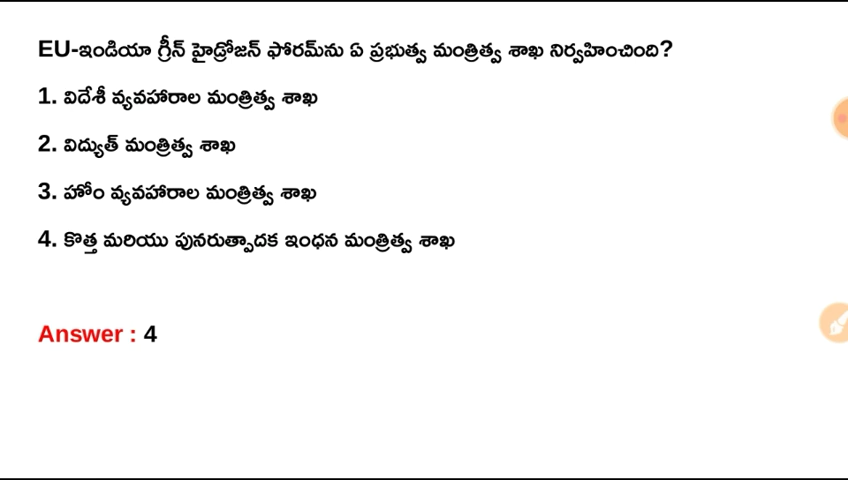 EU-ఇండియా గ్రీన్ హైడ్రోజన్ ఫోరమ్‌ను ఏ ప్రభుత్వ మంత్రిత్వ శాఖ నిర్వహించింది?
1. విదేశీ వ్యవహారాల మంత్రిత్వ శాఖ
2. విద్యుత్ మంత్రిత్వ శాఖ
3. హోం వ్యవహారాల మంత్రిత్వ శాఖ
4. కొత్త మరియు పునరుత్పాదక ఇంధన మంత్రిత్వ శాఖ
Answer : 4